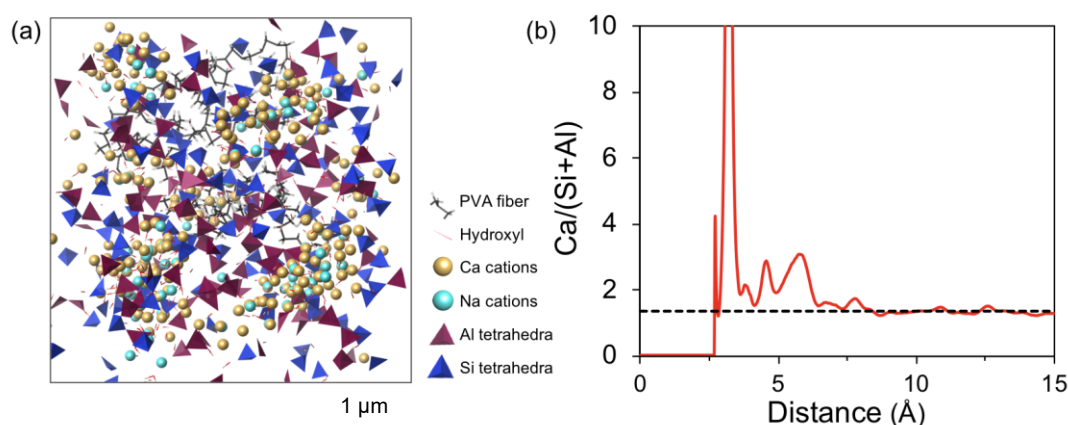 (a)
PVA fiber
Hydroxyl
Ca cations
Na cations
Al tetrahedra
Si tetrahedra
1 μm
(b)
Ca/(Si+Al)
10
8
6
4
2
0
0
5
10
15
Distance (Å)